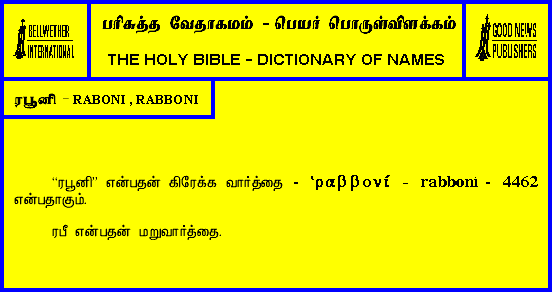 BELLWETHER
INTERNATIONAL
பரிசுத்த வேதாகமம் - பெயர் பொருள்விளக்கம்
THE HOLY BIBLE - DICTIONARY OF NAMES
GOOD NEWS
PUBLISHERS
ரபூனி - RABONI , RABBONI
“ரபூனி” என்பதன் கிரேக்க வார்த்தை - ῾ραββονί - rabboni - 4462
என்பதாகும்.
ரபீ என்பதன் மறுவார்த்தை.